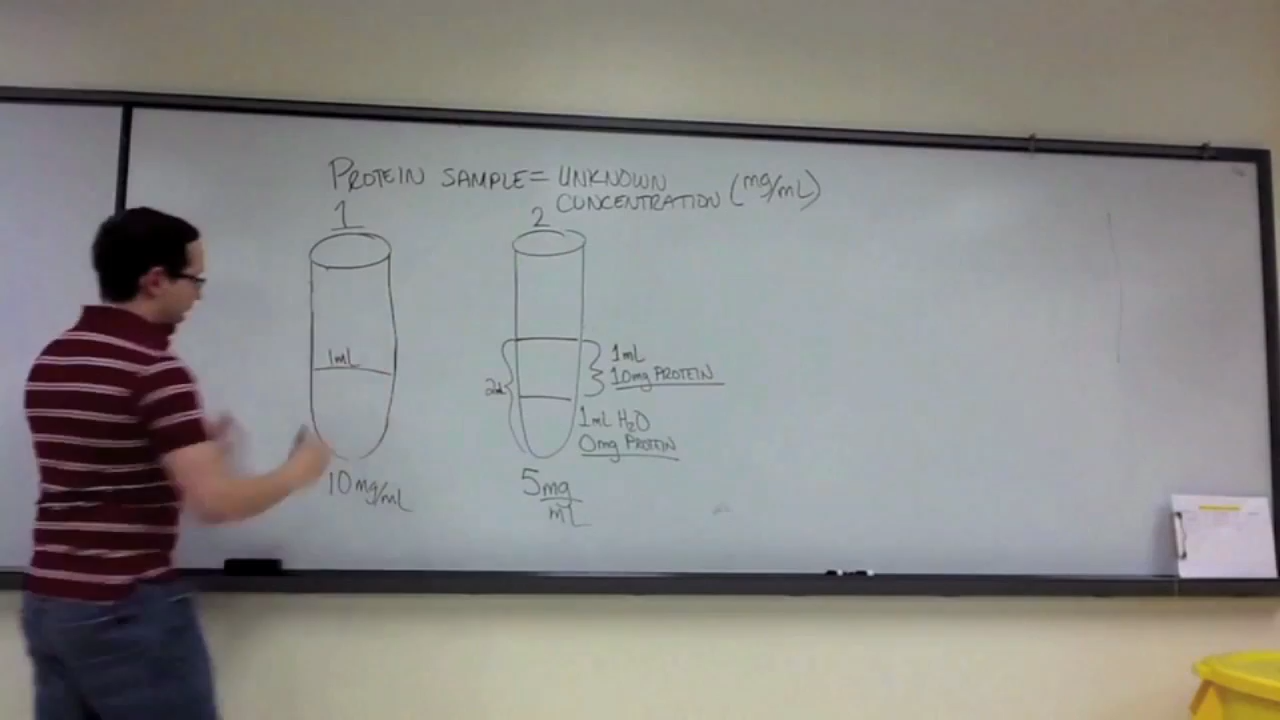 PROTEIN SAMPLE = UNKNOWN
CONCENTRATION (mg/mL)
1
2
1mL
1mL
10mg PROTEIN
2mL
1mL H₂O
0mg PROTEIN
10mg/mL
5mg
mL